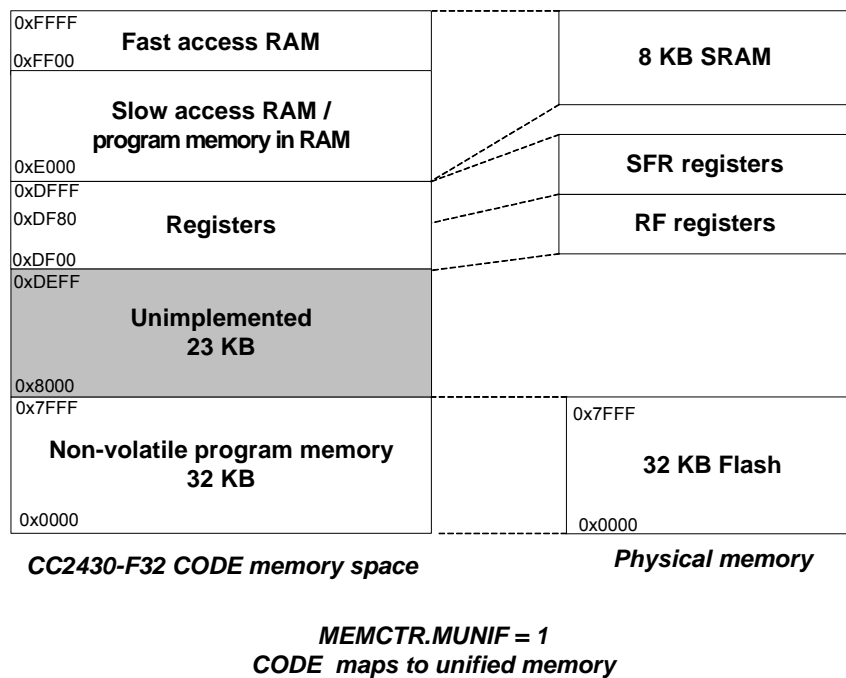 0xFFFF
Fast access RAM
0xFF00
Slow access RAM /
program memory in RAM
0xE000
0xDFFF
0xDF80
Registers
0xDF00
0xDEFF
Unimplemented
23 KB
0x8000
0x7FFF
Non-volatile program memory
32 KB
0x0000
8 KB SRAM
SFR registers
RF registers
0x7FFF
32 KB Flash
0x0000
CC2430-F32 CODE memory space
Physical memory
MEMCTR.MUNIF = 1
CODE maps to unified memory